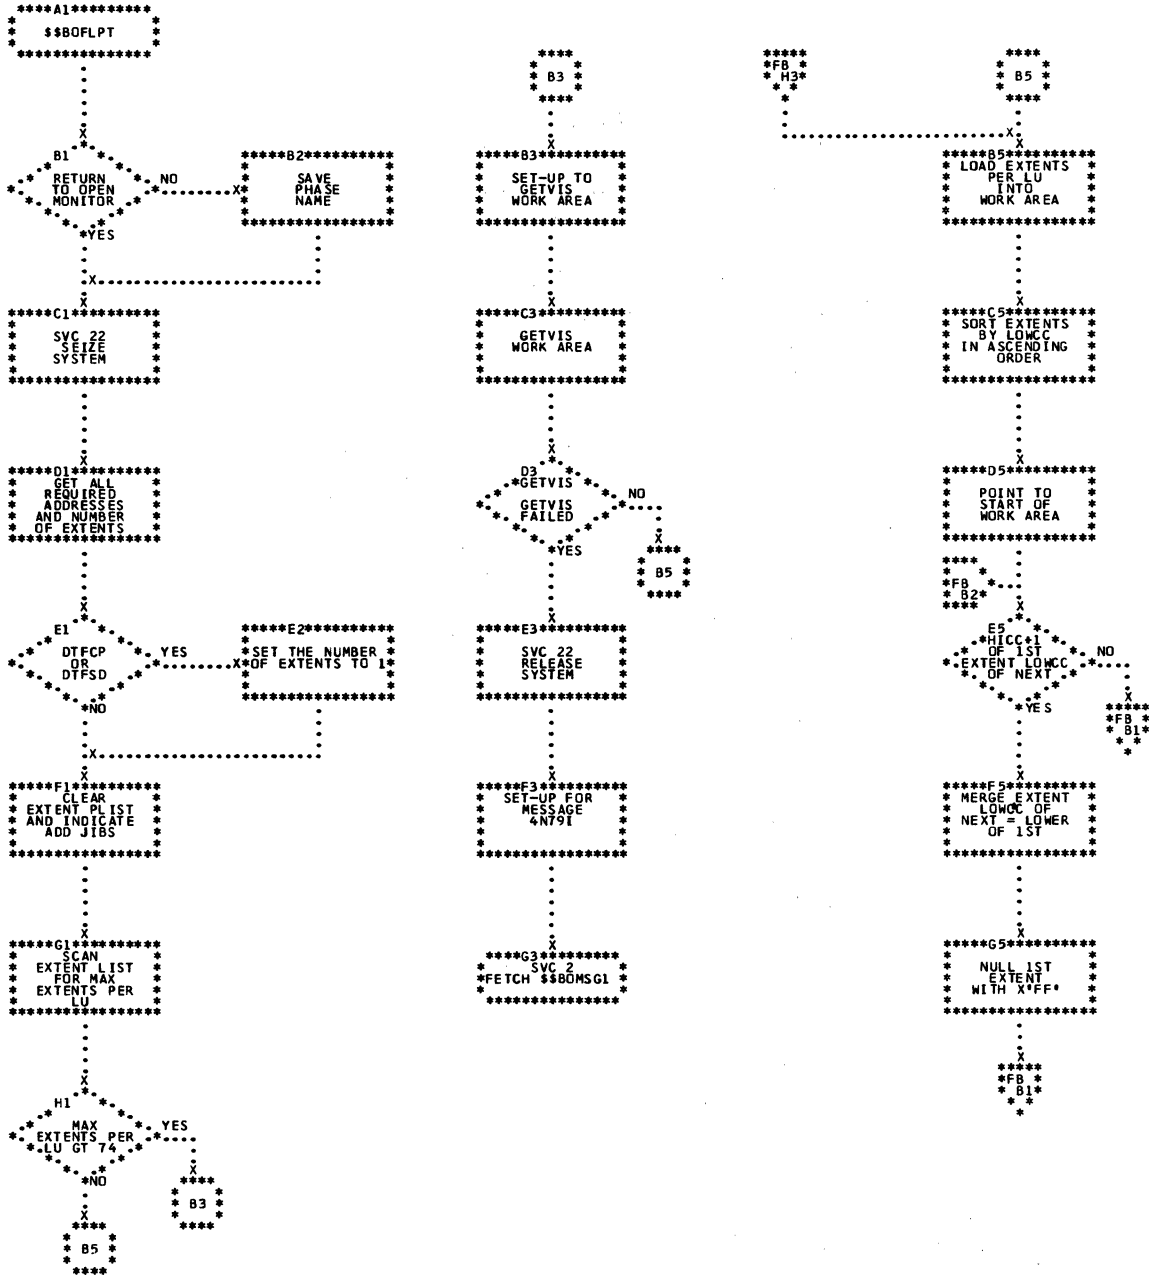 A1
$$BOFLPT
B1
RETURN
TO OPEN
MONITOR
NO
YES
B2
SAVE
PHASE
NAME
C1
SVC 22
SEIZE
SYSTEM
D1
GET ALL
REQUIRED
ADDRESSES
AND NUMBER
OF EXTENTS
E1
DTFCP
OR
DTFSD
YES
NO
E2
SET THE NUMBER
OF EXTENTS TO 1
F1
CLEAR
EXTENT PLIST
AND INDICATE
ADD JIBS
G1
SCAN
EXTENT LIST
FOR MAX
EXTENTS PER
LU
H1
MAX
EXTENTS PER
LU GT 74
YES
NO
B3
B5
B3
B3
SET-UP TO
GETVIS
WORK AREA
C3
GETVIS
WORK AREA
D3
GETVIS
GETVIS
FAILED
NO
YES
B5
E3
SVC 22
RELEASE
SYSTEM
F3
SET-UP FOR
MESSAGE
4N79I
G3
SVC 2
FETCH $$BOMSG1
FB
H3
B5
B5
LOAD EXTENTS
PER LU
INTO
WORK AREA
C5
SORT EXTENTS
BY LOWCC
IN ASCENDING
ORDER
D5
POINT TO
START OF
WORK AREA
FB
B2
E5
HICC+1
OF 1ST
EXTENT LOWCC
OF NEXT
NO
YES
FB
B1
F5
MERGE EXTENT
LOWCC OF
NEXT = LOWER
OF 1ST
G5
NULL 1ST
EXTENT
WITH X'FF'
FB
B1